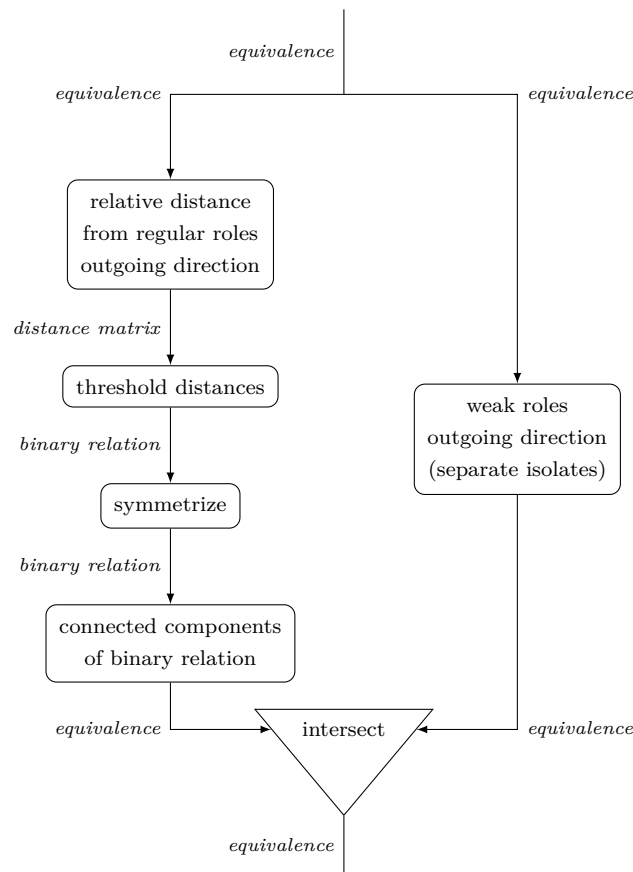 equivalence
equivalence
equivalence
relative distance
from regular roles
outgoing direction
distance matrix
threshold distances
weak roles
outgoing direction
(separate isolates)
binary relation
symmetrize
binary relation
connected components
of binary relation
equivalence
intersect
equivalence
equivalence